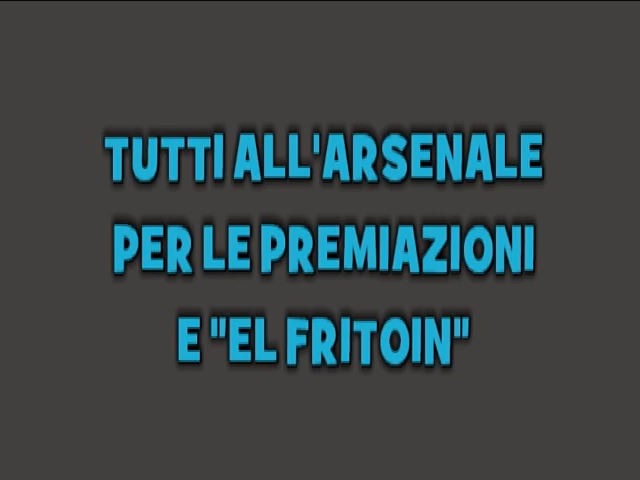 TUTTI ALL'ARSENALE
PER LE PREMIAZIONI
E "EL FRITOIN"